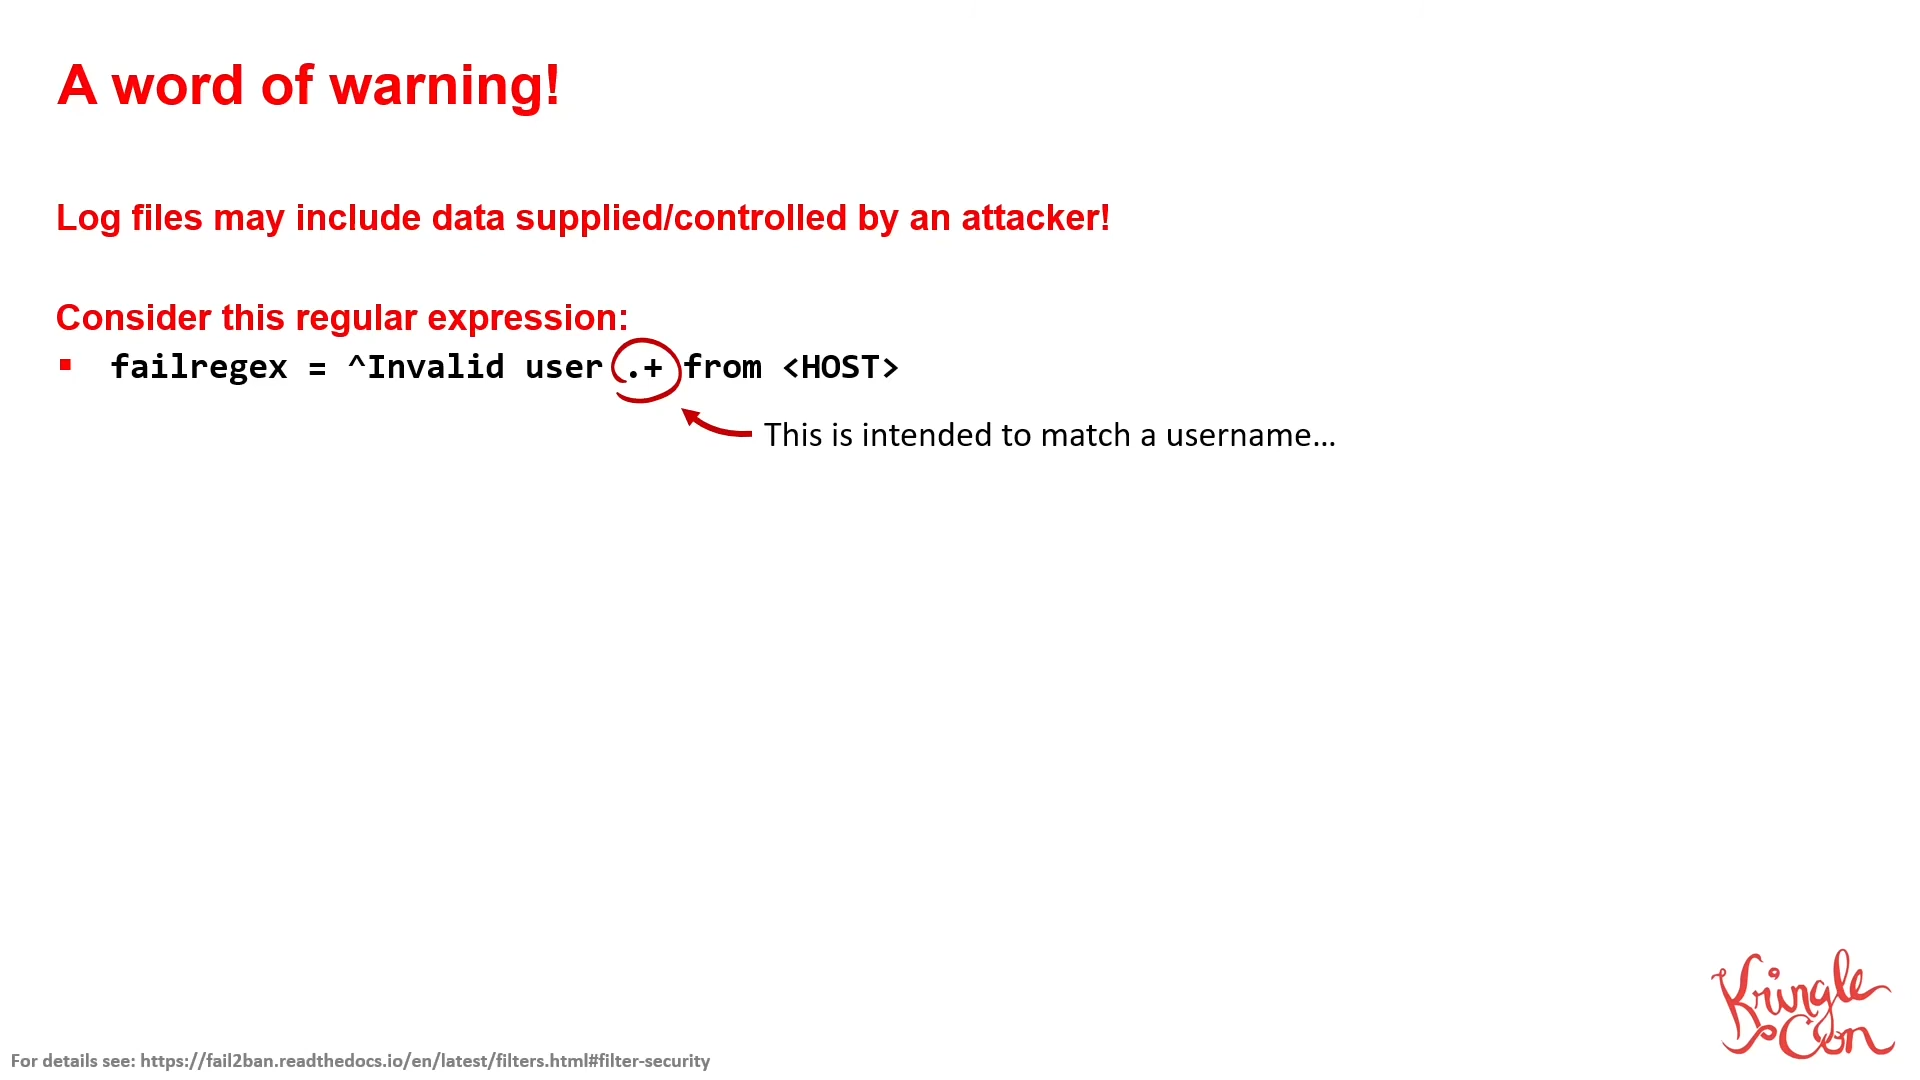 A word of warning!
Log files may include data supplied/controlled by an attacker!
Consider this regular expression:
▪ failregex = ^Invalid user .+ from <HOST>
This is intended to match a username…
Kringle
Con
For details see: https://fail2ban.readthedocs.io/en/latest/filters.html#filter-security